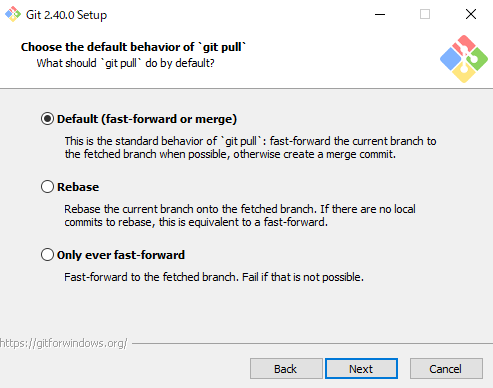 Git 2.40.0 Setup
Choose the default behavior of `git pull`
What should `git pull` do by default?
Default (fast-forward or merge)
This is the standard behavior of `git pull`: fast-forward the current branch to
the fetched branch when possible, otherwise create a merge commit.
Rebase
Rebase the current branch onto the fetched branch. If there are no local
commits to rebase, this is equivalent to a fast-forward.
Only ever fast-forward
Fast-forward to the fetched branch. Fail if that is not possible.
https://gitforwindows.org/
Back
Next
Cancel